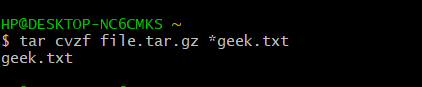 HP@DESKTOP-NC6CMKS ~
$ tar cvzf file.tar.gz *geek.txt
geek.txt